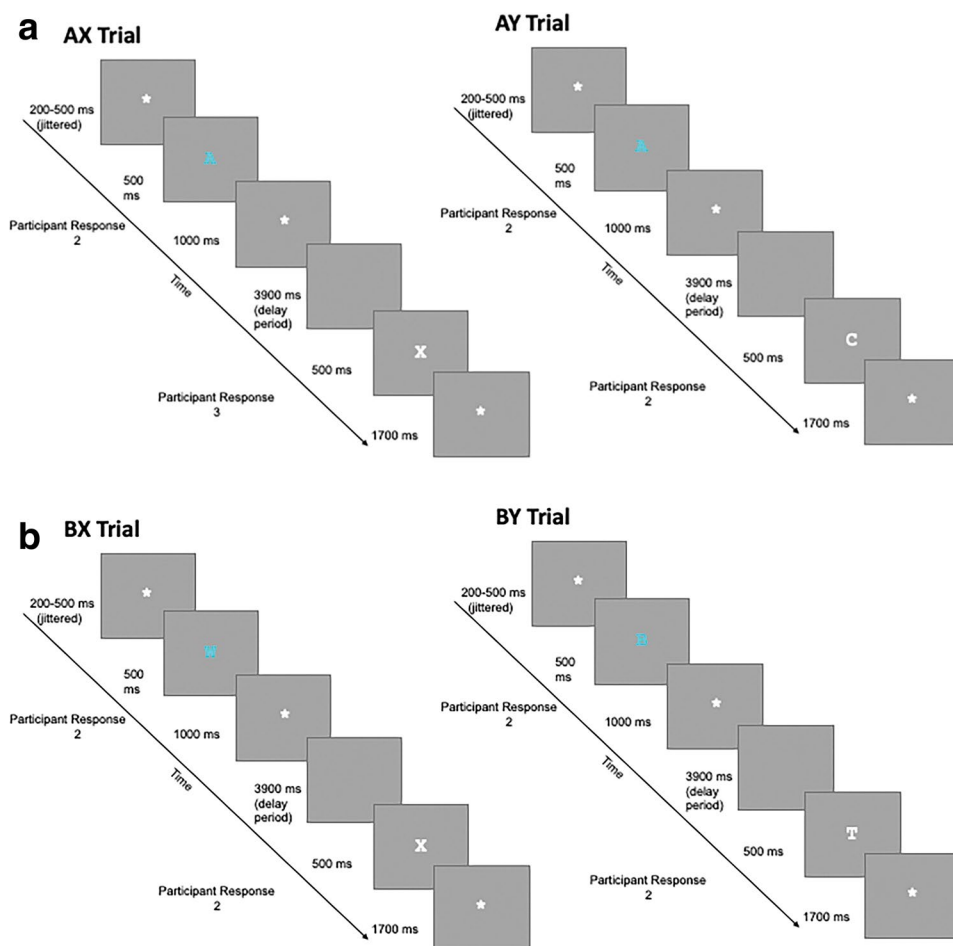 a
AX Trial
200-500 ms
(jittered)
A
500
ms
Participant Response
2
1000 ms
Time
3900 ms
(delay
period)
X
500 ms
Participant Response
3
1700 ms
AY Trial
200-500 ms
(jittered)
A
500
ms
Participant Response
2
1000 ms
Time
3900 ms
(delay
period)
C
500 ms
Participant Response
2
1700 ms
b
BX Trial
200-500 ms
(jittered)
W
500
ms
Participant Response
2
1000 ms
Time
3900 ms
(delay
period)
X
500 ms
Participant Response
2
1700 ms
BY Trial
200-500 ms
(jittered)
500
ms
Participant Response
2
1000 ms
Time
3900 ms
(delay
period)
T
500 ms
Participant Response
2
1700 ms